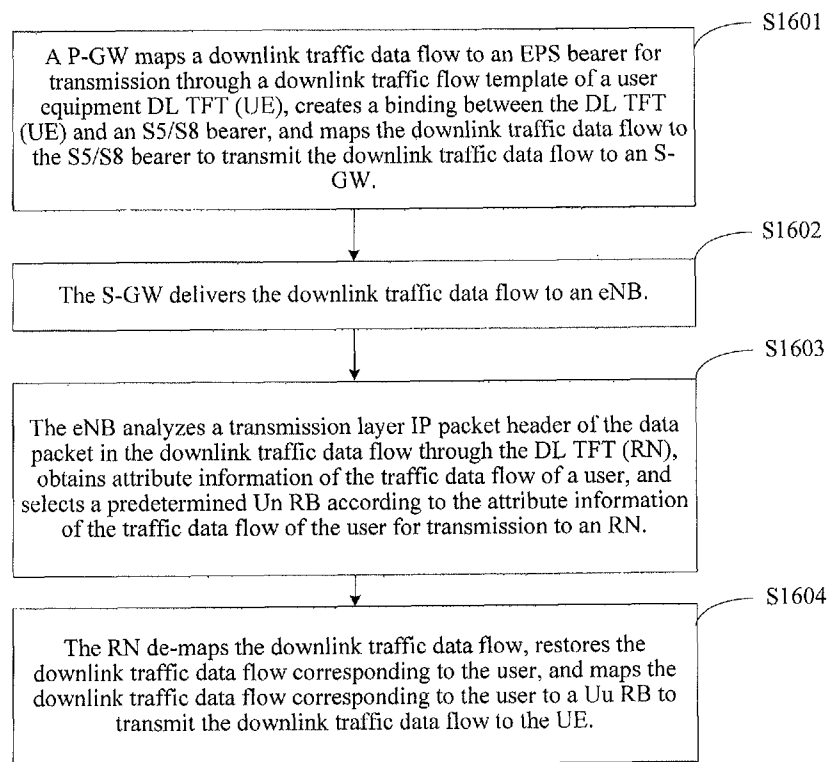 S1601
A P-GW maps a downlink traffic data flow to an EPS bearer for
transmission through a downlink traffic flow template of a user
equipment DL TFT (UE), creates a binding between the DL TFT
(UE) and an S5/S8 bearer, and maps the downlink traffic data flow to
the S5/S8 bearer to transmit the downlink traffic data flow to an S-
GW.
S1602
The S-GW delivers the downlink traffic data flow to an eNB.
S1603
The eNB analyzes a transmission layer IP packet header of the data
packet in the downlink traffic data flow through the DL TFT (RN),
obtains attribute information of the traffic data flow of a user, and
selects a predetermined Un RB according to the attribute information
of the traffic data flow of the user for transmission to an RN.
S1604
The RN de-maps the downlink traffic data flow, restores the
downlink traffic data flow corresponding to the user, and maps the
downlink traffic data flow corresponding to the user to a Uu RB to
transmit the downlink traffic data flow to the UE.